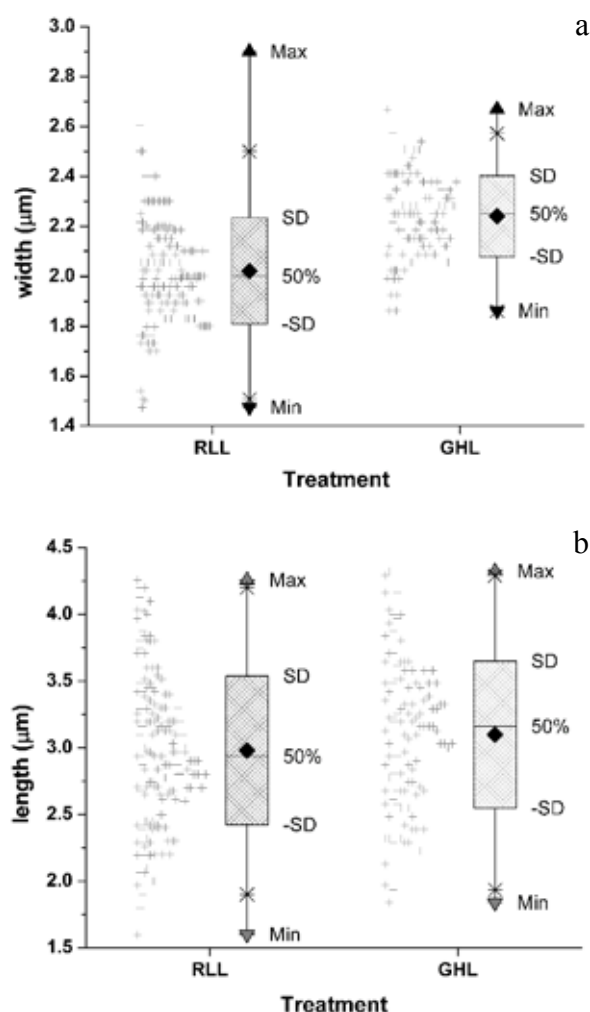 a
3.0
2.8
2.6
2.4
2.2
2.0
1.8
1.6
1.4
width (μm)
Max
SD
50%
-SD
Min
Max
SD
50%
-SD
Min
RLL
GHL
Treatment
b
4.5
4.0
3.5
3.0
2.5
2.0
1.5
length (μm)
Max
SD
50%
-SD
Min
Max
SD
50%
-SD
Min
RLL
GHL
Treatment